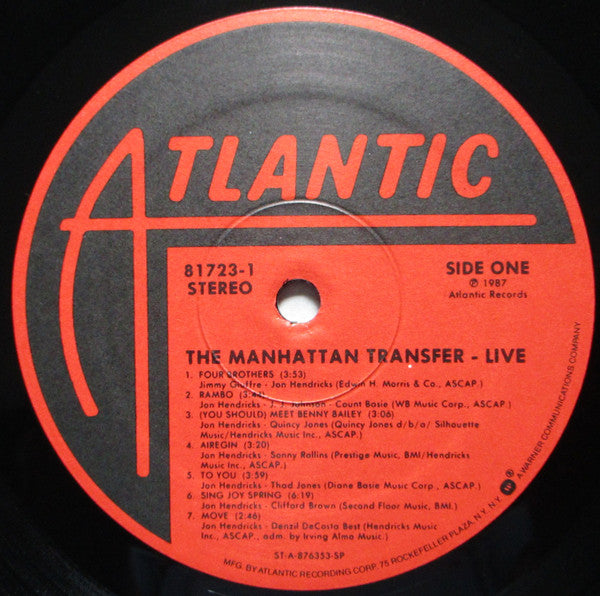 ATLANTIC
81723-1
STEREO
SIDE ONE
℗ 1987
Atlantic Records
THE MANHATTAN TRANSFER - LIVE
1. FOUR BROTHERS (3:53)
Jimmy Giuffre - Jon Hendricks (Edwin H. Morris & Co., ASCAP.)
2. RAMBO
Jon Hendricks - J. J. Johnson - Count Basie (WB Music Corp., ASCAP.)
3. (YOU SHOULD) MEET BENNY BAILEY (3:06)
Jon Hendricks - Quincy Jones (Quincy Jones d/b/a/ Silhouette
Music/Hendricks Music Inc., ASCAP.)
4. AIREGIN (3:20)
Jon Hendricks - Sonny Rollins (Prestige Music, BMI/Hendricks
Music Inc., ASCAP.)
5. TO YOU (3:59)
Jon Hendricks - Thad Jones (Diane Basie Music Corp., ASCAP.)
6. SING JOY SPRING (6:19)
Jon Hendricks - Clifford Brown (Second Floor Music, BMI.)
7. MOVE (2:46)
Jon Hendricks - Denzil DeCosta Best (Hendricks Music
Inc., ASCAP., adm. by Irving Almo Music.)
ST-A-876353-SP
MFG. BY ATLANTIC RECORDING CORP. 75 ROCKEFELLER PLAZA, N.Y. N.Y. ® A WARNER COMMUNICATIONS COMPANY